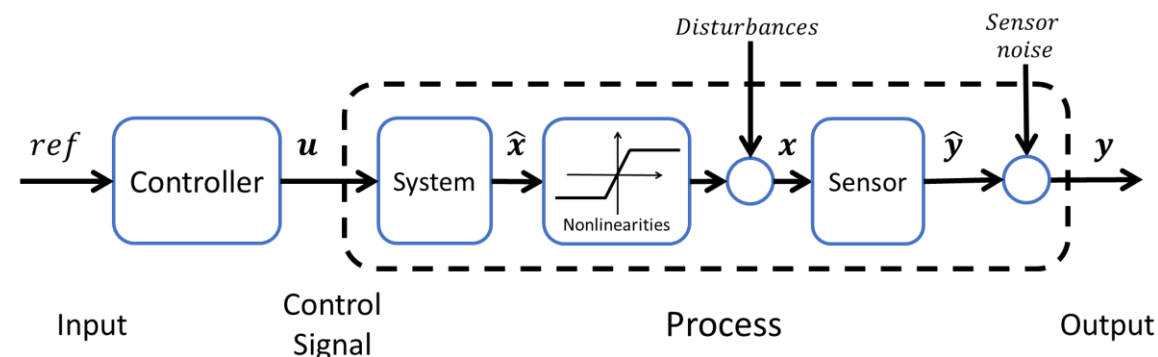 Disturbances
Sensor
noise
ref
Controller
u
System
x̂
Nonlinearities
x
Sensor
ŷ
y
Input
Control
Signal
Process
Output